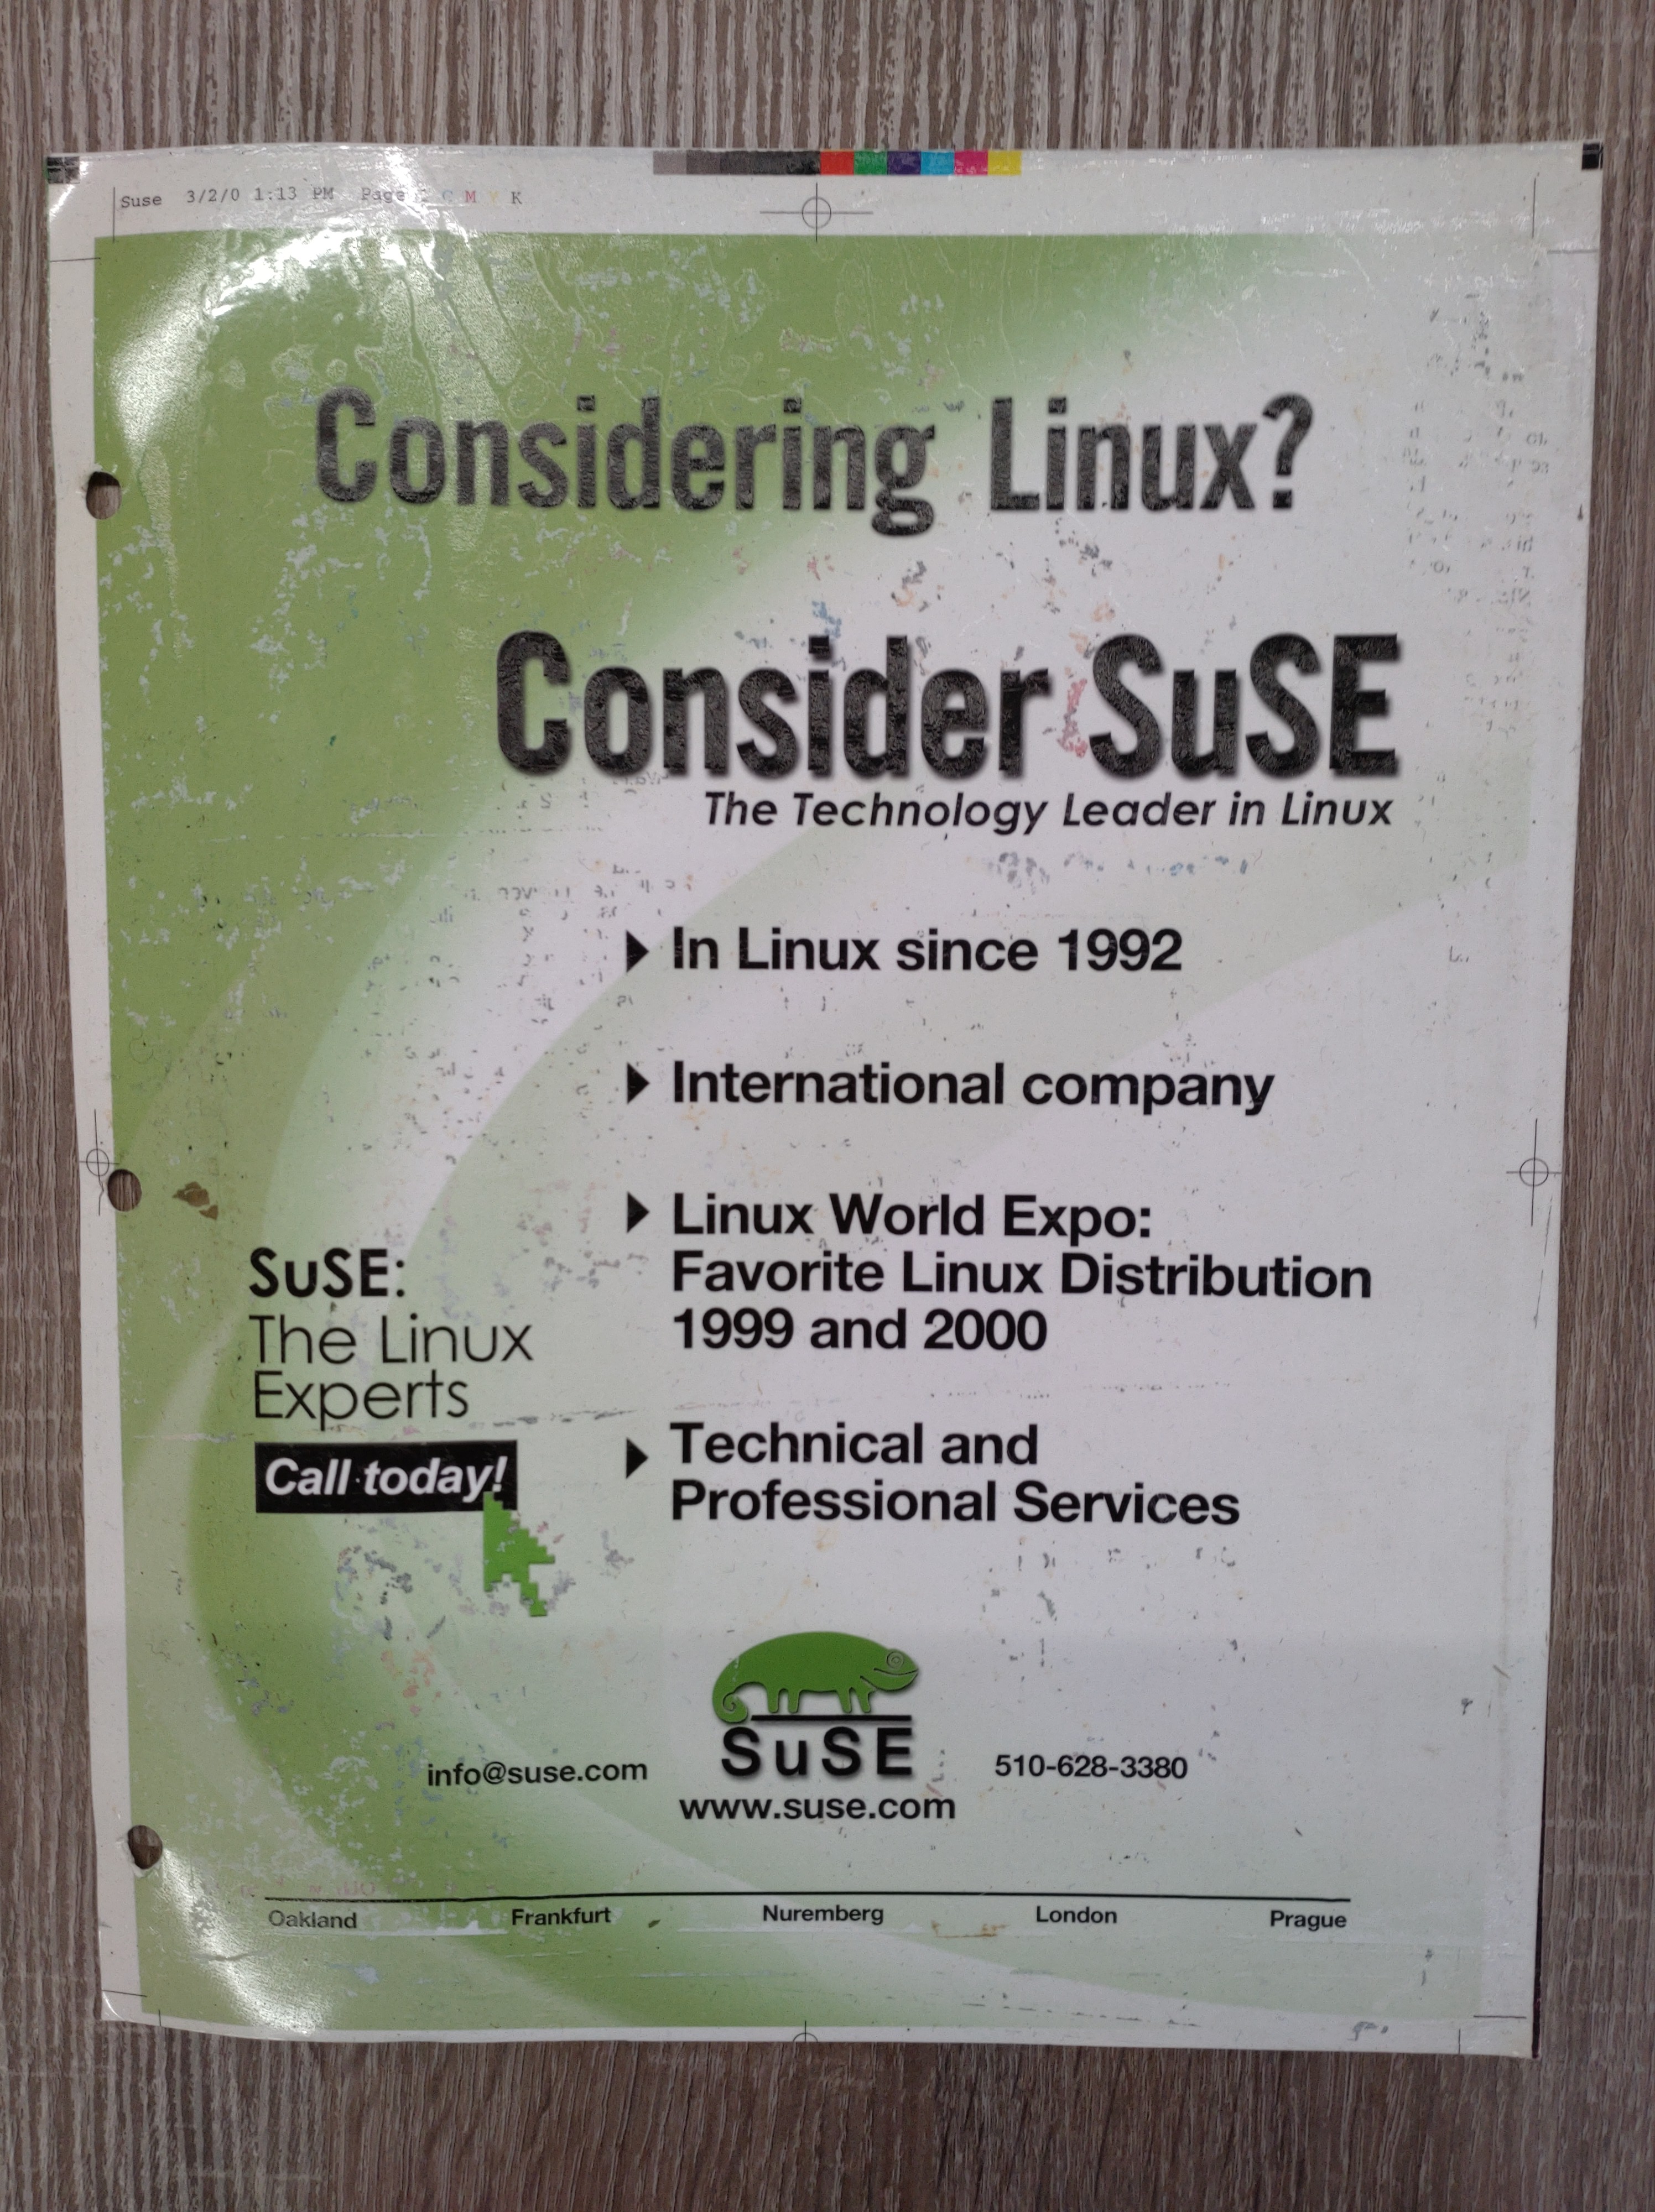 Suse 3/2/0 1:13 PM Page C M Y K
Considering Linux?
Consider SuSE
The Technology Leader in Linux
In Linux since 1992
International company
Linux World Expo:
Favorite Linux Distribution
1999 and 2000
Technical and
Professional Services
SuSE:
The Linux
Experts
Call today!
SuSE
info@suse.com
510-628-3380
www.suse.com
Oakland Frankfurt Nuremberg London Prague